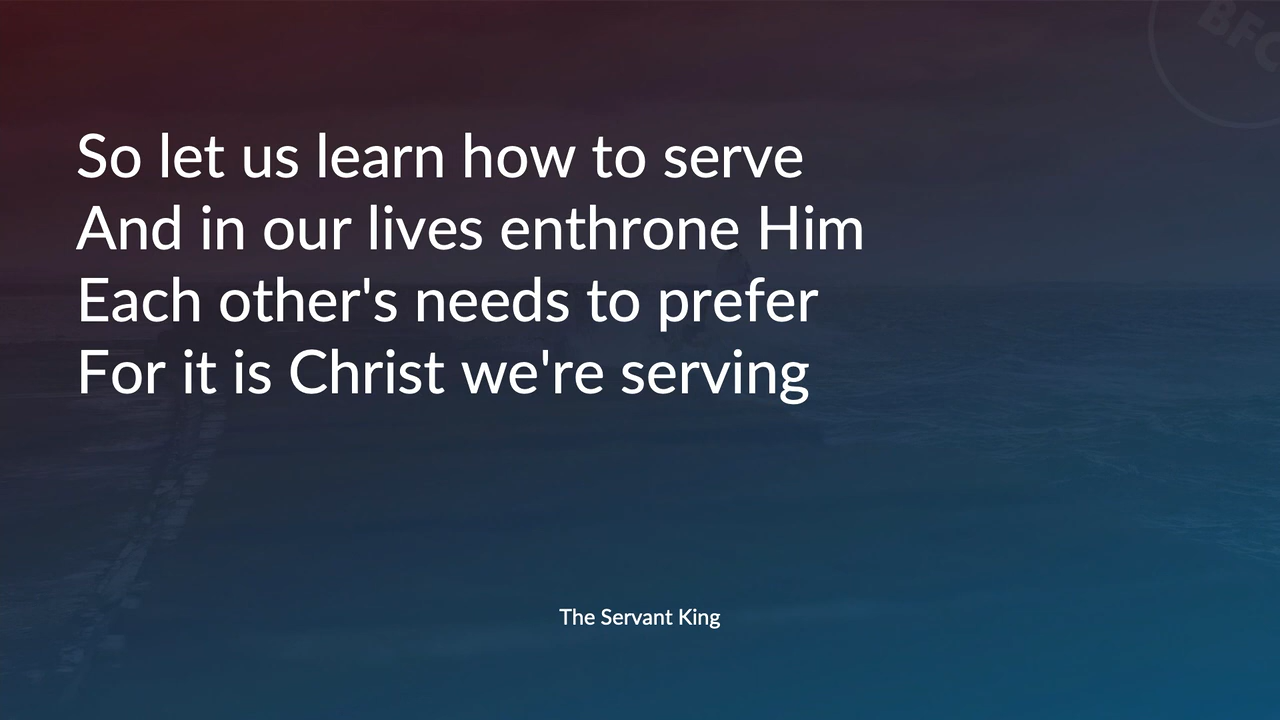 BFC
So let us learn how to serve
And in our lives enthrone Him
Each other's needs to prefer
For it is Christ we're serving
The Servant King